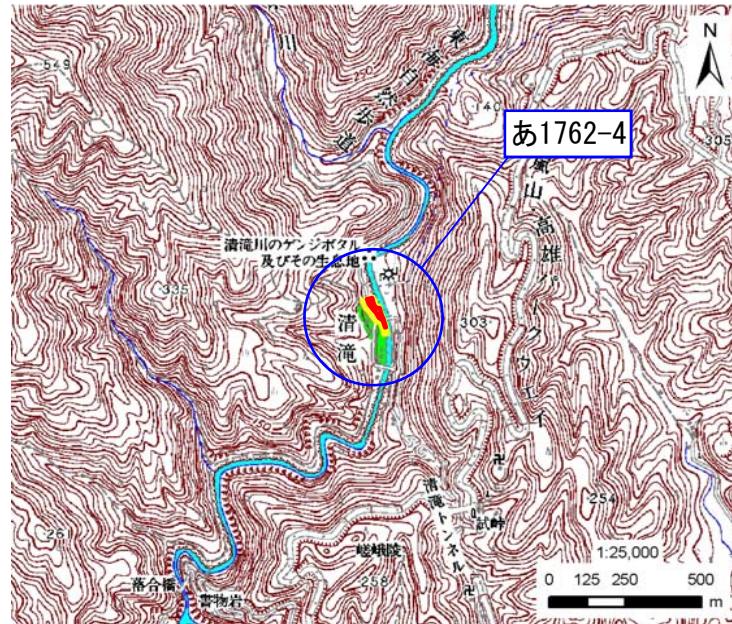 川
549
東海自然歩道
140
N
305
あ1762-4
嵐山高雄パークウェイ
清滝川のゲンジボタル
及びその生息地
335
303
清滝
卍
清滝トンネル
試峠
254
261
嵯峨陵
258
卍
落合橋
書物岩
1:25,000
0 125 250 500
m